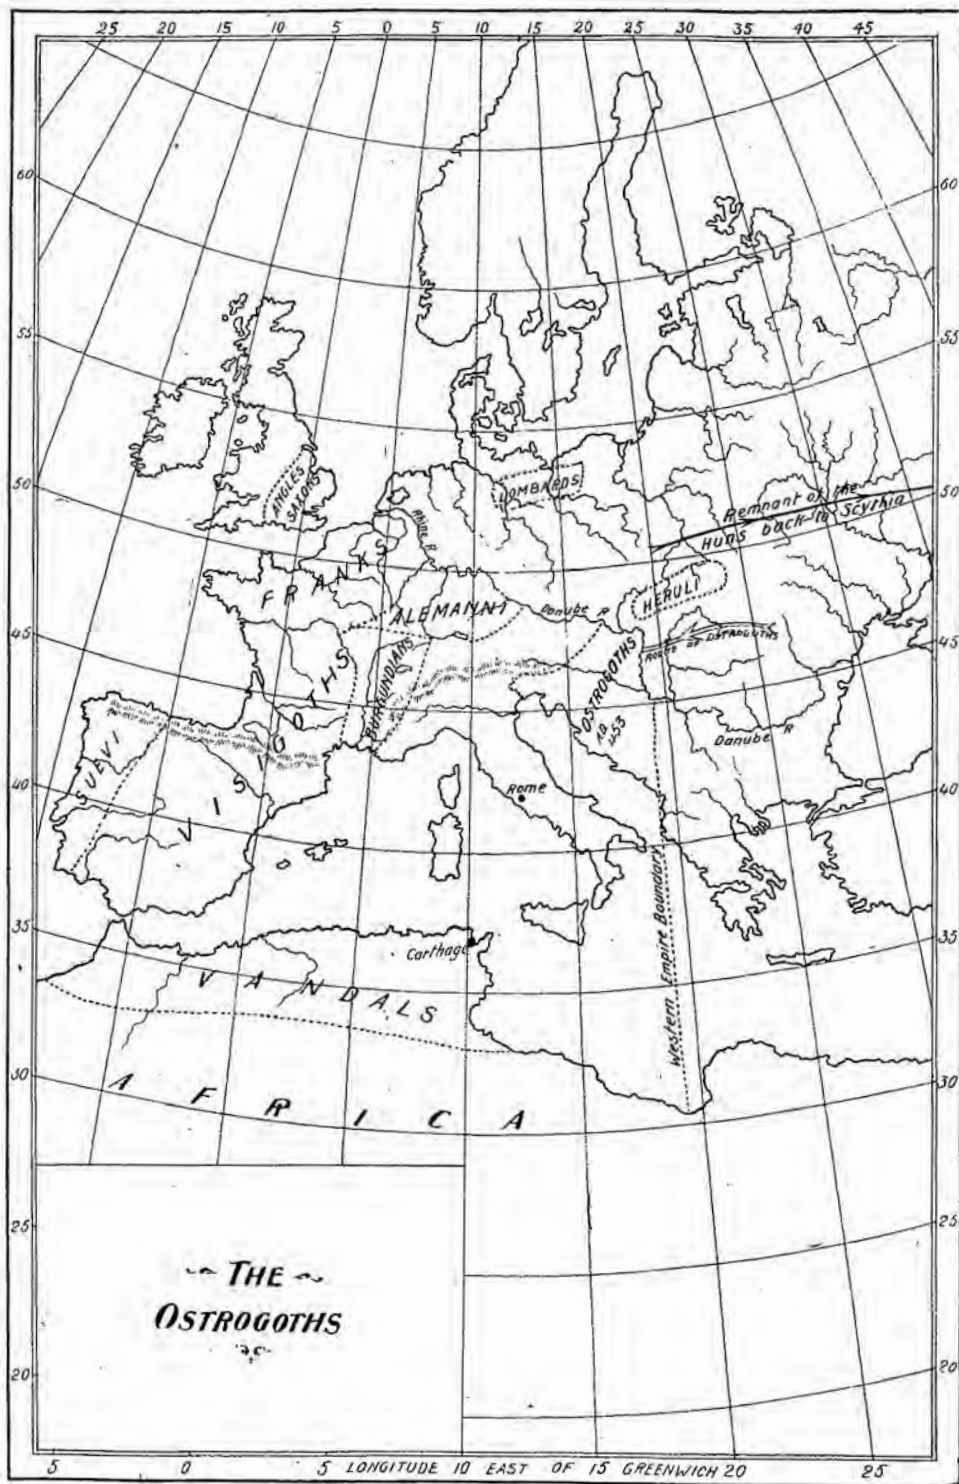 25 20 15 10 5 0 5 10 15 20 25 30 35 40 45
60 60
55 55
50 50
45 45
40 40
35 35
30 30
25 25
20 20
ANGLES
SAXONS
LOMBARDS
Remnant of the
Huns back to Scythia
Rhine R
FRANKS
ALEMANNI
Danube R
HERULI
ROUTE OF OSTROGOTHS
VISIGOTHS
BURGUNDIANS
OSTROGOTHS
AD
453
Danube R
SUEVI
Rome
Western Empire Boundary
Carthage
VANDALS
AFRICA
THE
OSTROGOTHS
5 0 5 LONGITUDE 10 EAST OF 15 GREENWICH 20 25